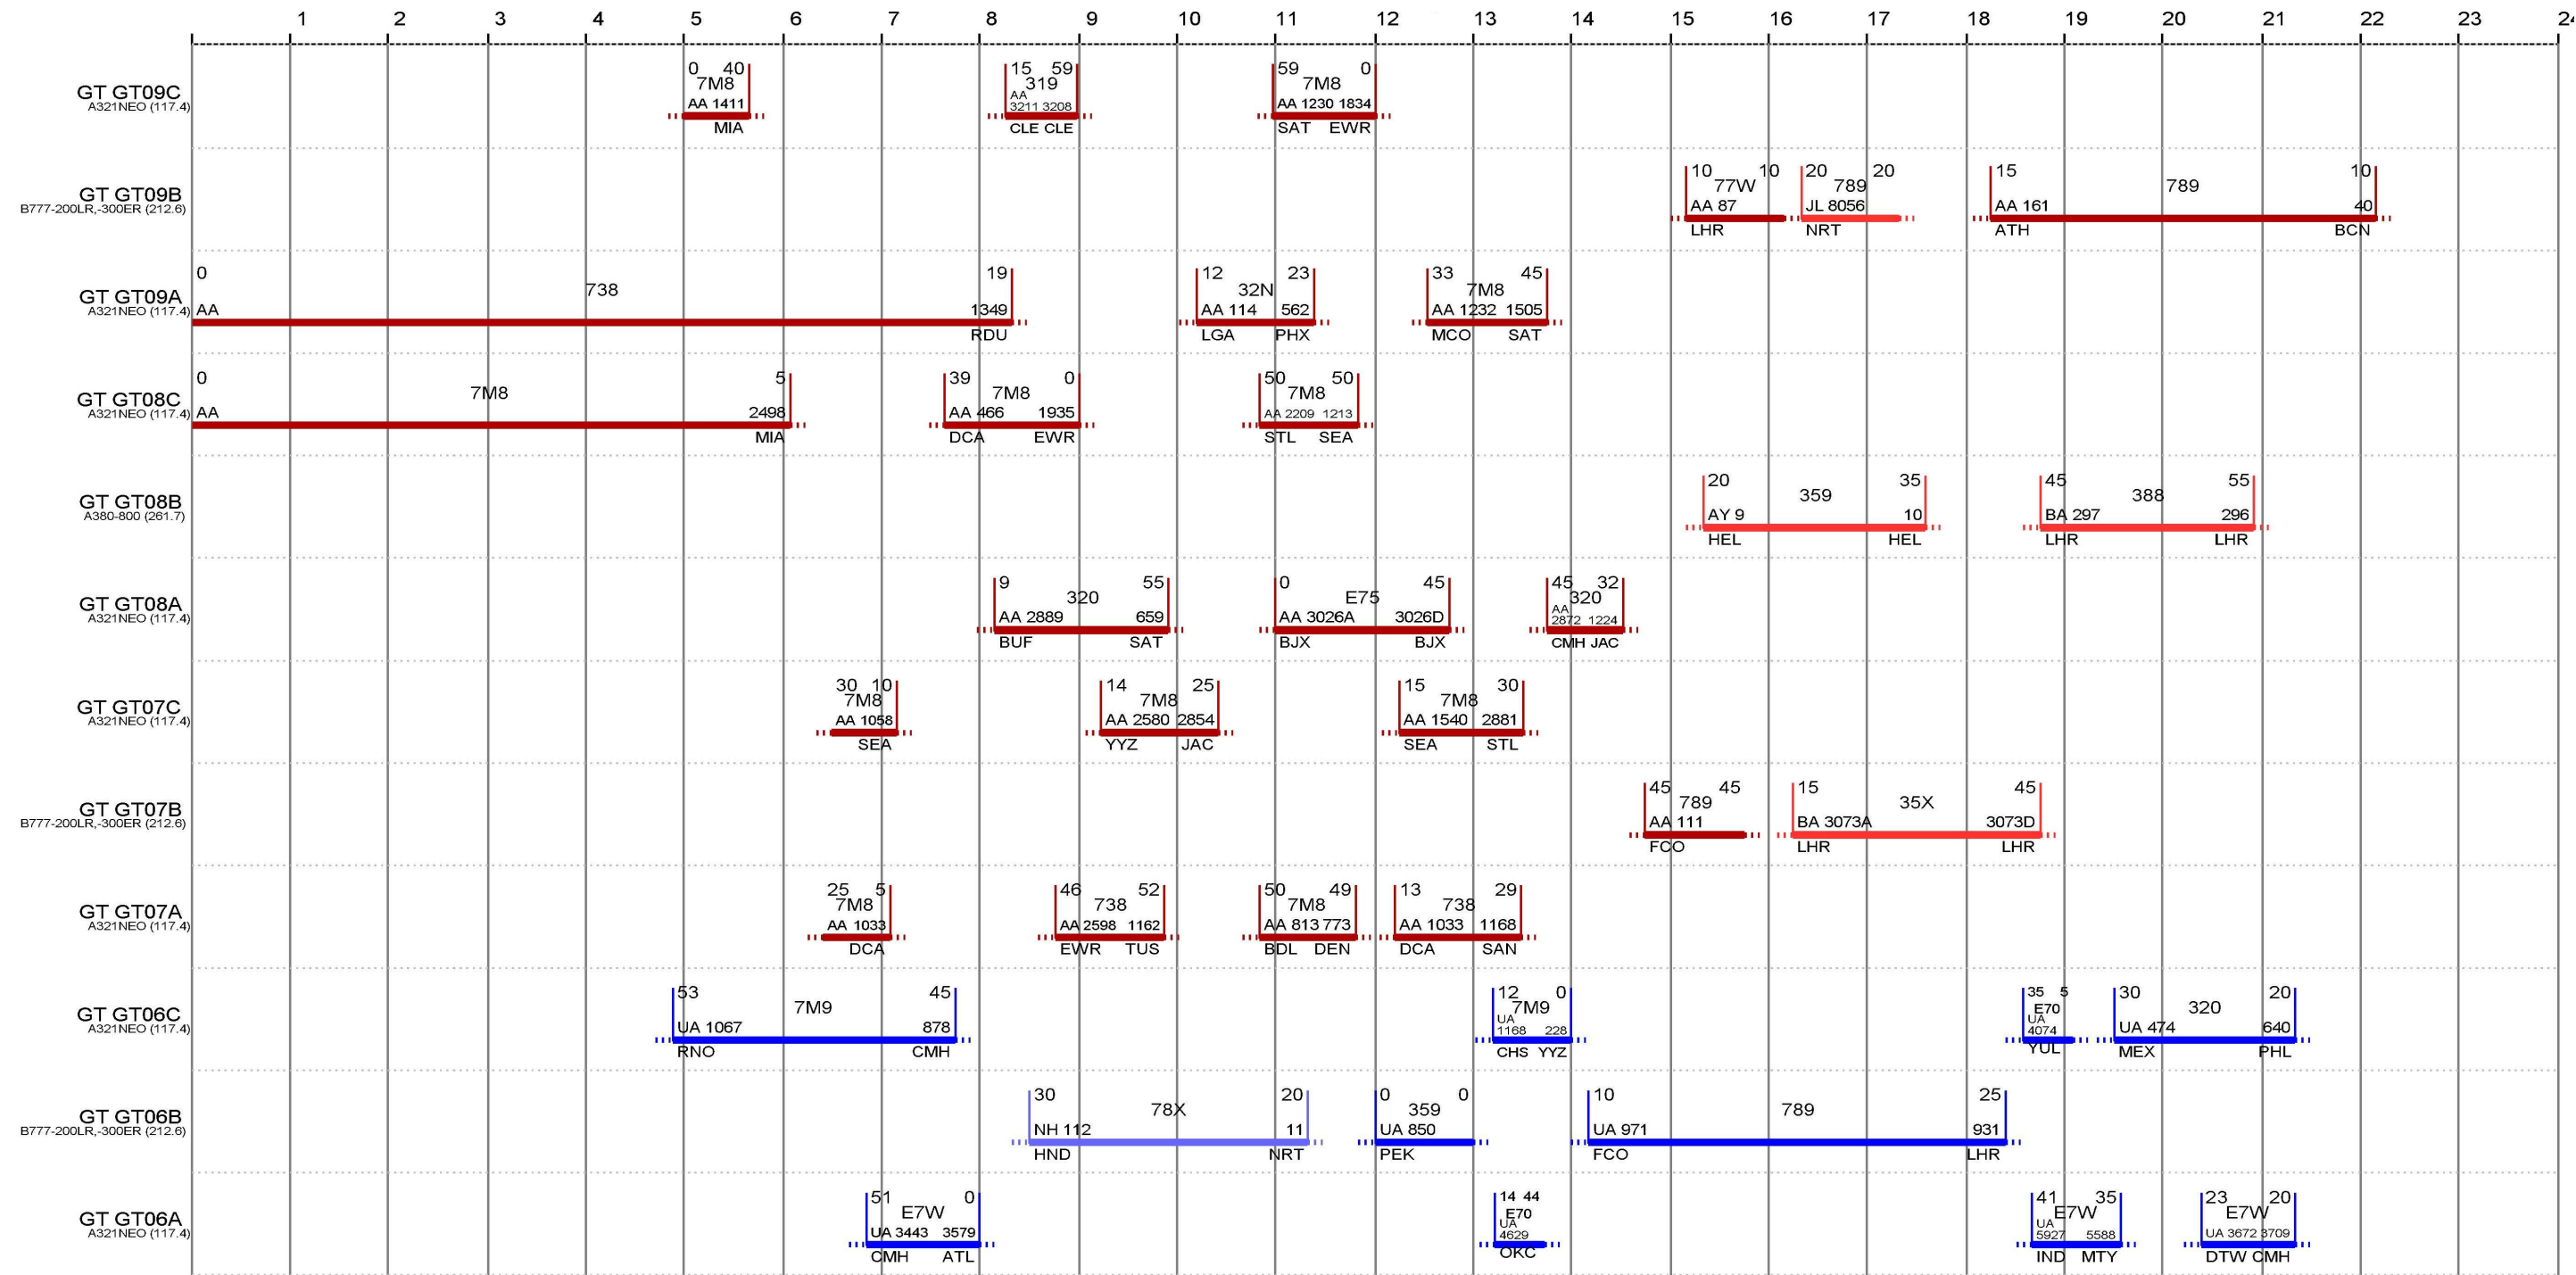 1 2 3 4 5 6 7 8 9 10 11 12 13 14 15 16 17 18 19 20 21 22 23
0 40 15 59 59 0
GT GT09C 7M8 319 7M8
A321NEO (117.4) AA 1411 AA 3211 3208 AA 1230 1834
MIA CLE CLE SAT EWR
10 10 20 20 15 10
GT GT09B 77W 789 789
B777-200LR,-300ER (212.6) AA 87 JL 8056 AA 161 40
LHR NRT ATH BCN
0 19 12 23 33 45
GT GT09A 738 32N 7M8
A321NEO (117.4) AA 1349 AA 114 562 AA 1232 1505
RDU LGA PHX MCO SAT
0 5 39 0 50 50
GT GT08C 7M8 7M8 7M8
A321NEO (117.4) AA 2498 AA 466 1935 AA 2209 1213
MIA DCA EWR STL SEA
20 35 45 55
GT GT08B 359 388
A380-800 (261.7) AY 9 10 BA 297 296
HEL HEL LHR LHR
9 55 0 45 45 32
GT GT08A 320 E75 320
A321NEO (117.4) AA 2889 659 AA 3026A 3026D AA 2872 1224
BUF SAT BJX BJX CMH JAC
30 10 14 25 15 30
GT GT07C 7M8 7M8 7M8
A321NEO (117.4) AA 1058 AA 2580 2854 AA 1540 2881
SEA YYZ JAC SEA STL
45 45 15 45
GT GT07B 789 35X
B777-200LR,-300ER (212.6) AA 111 BA 3073A 3073D
FCO LHR LHR
25 5 46 52 50 49 13 29
GT GT07A 7M8 738 7M8 738
A321NEO (117.4) AA 1033 AA 2598 1162 AA 813 773 AA 1033 1168
DCA EWR TUS BDL DEN DCA SAN
53 45 12 0 35 5 30 20
GT GT06C 7M9 7M9 E70 320
A321NEO (117.4) UA 1067 878 UA 1168 228 UA 4074 UA 474 640
RNO CMH CHS YYZ YUL MEX PHL
30 20 0 0 10 25
GT GT06B 78X 359 789
B777-200LR,-300ER (212.6) NH 112 11 UA 850 UA 971 931
HND NRT PEK FCO LHR
51 0 14 44 41 35 23 20
GT GT06A E7W E70 E7W E7W
A321NEO (117.4) UA 3443 3579 UA 4629 UA 5927 5588 UA 3672 3709
CMH ATL OKC IND MTY DTW CMH